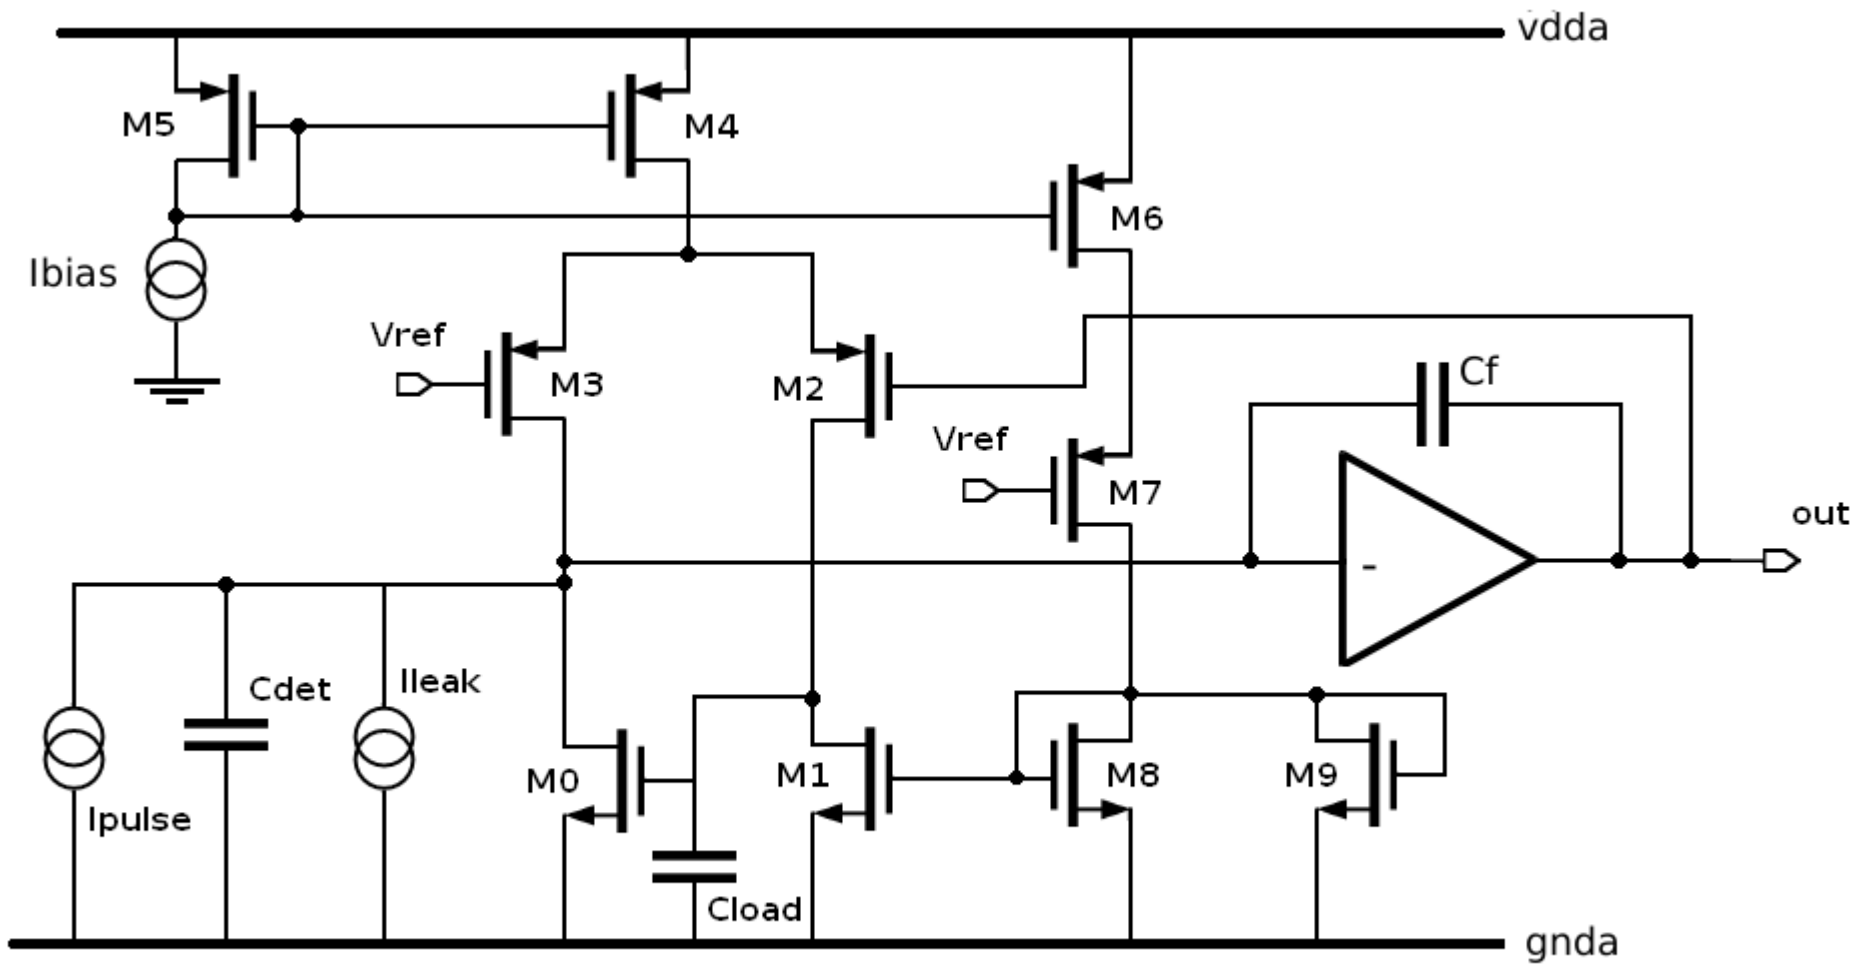 vdda
M5
M4
M6
Ibias
Vref
M3
M2
Cf
Vref
M7
out
-
Cdet
Ileak
M0
M1
M8
M9
Ipulse
Cload
gnda